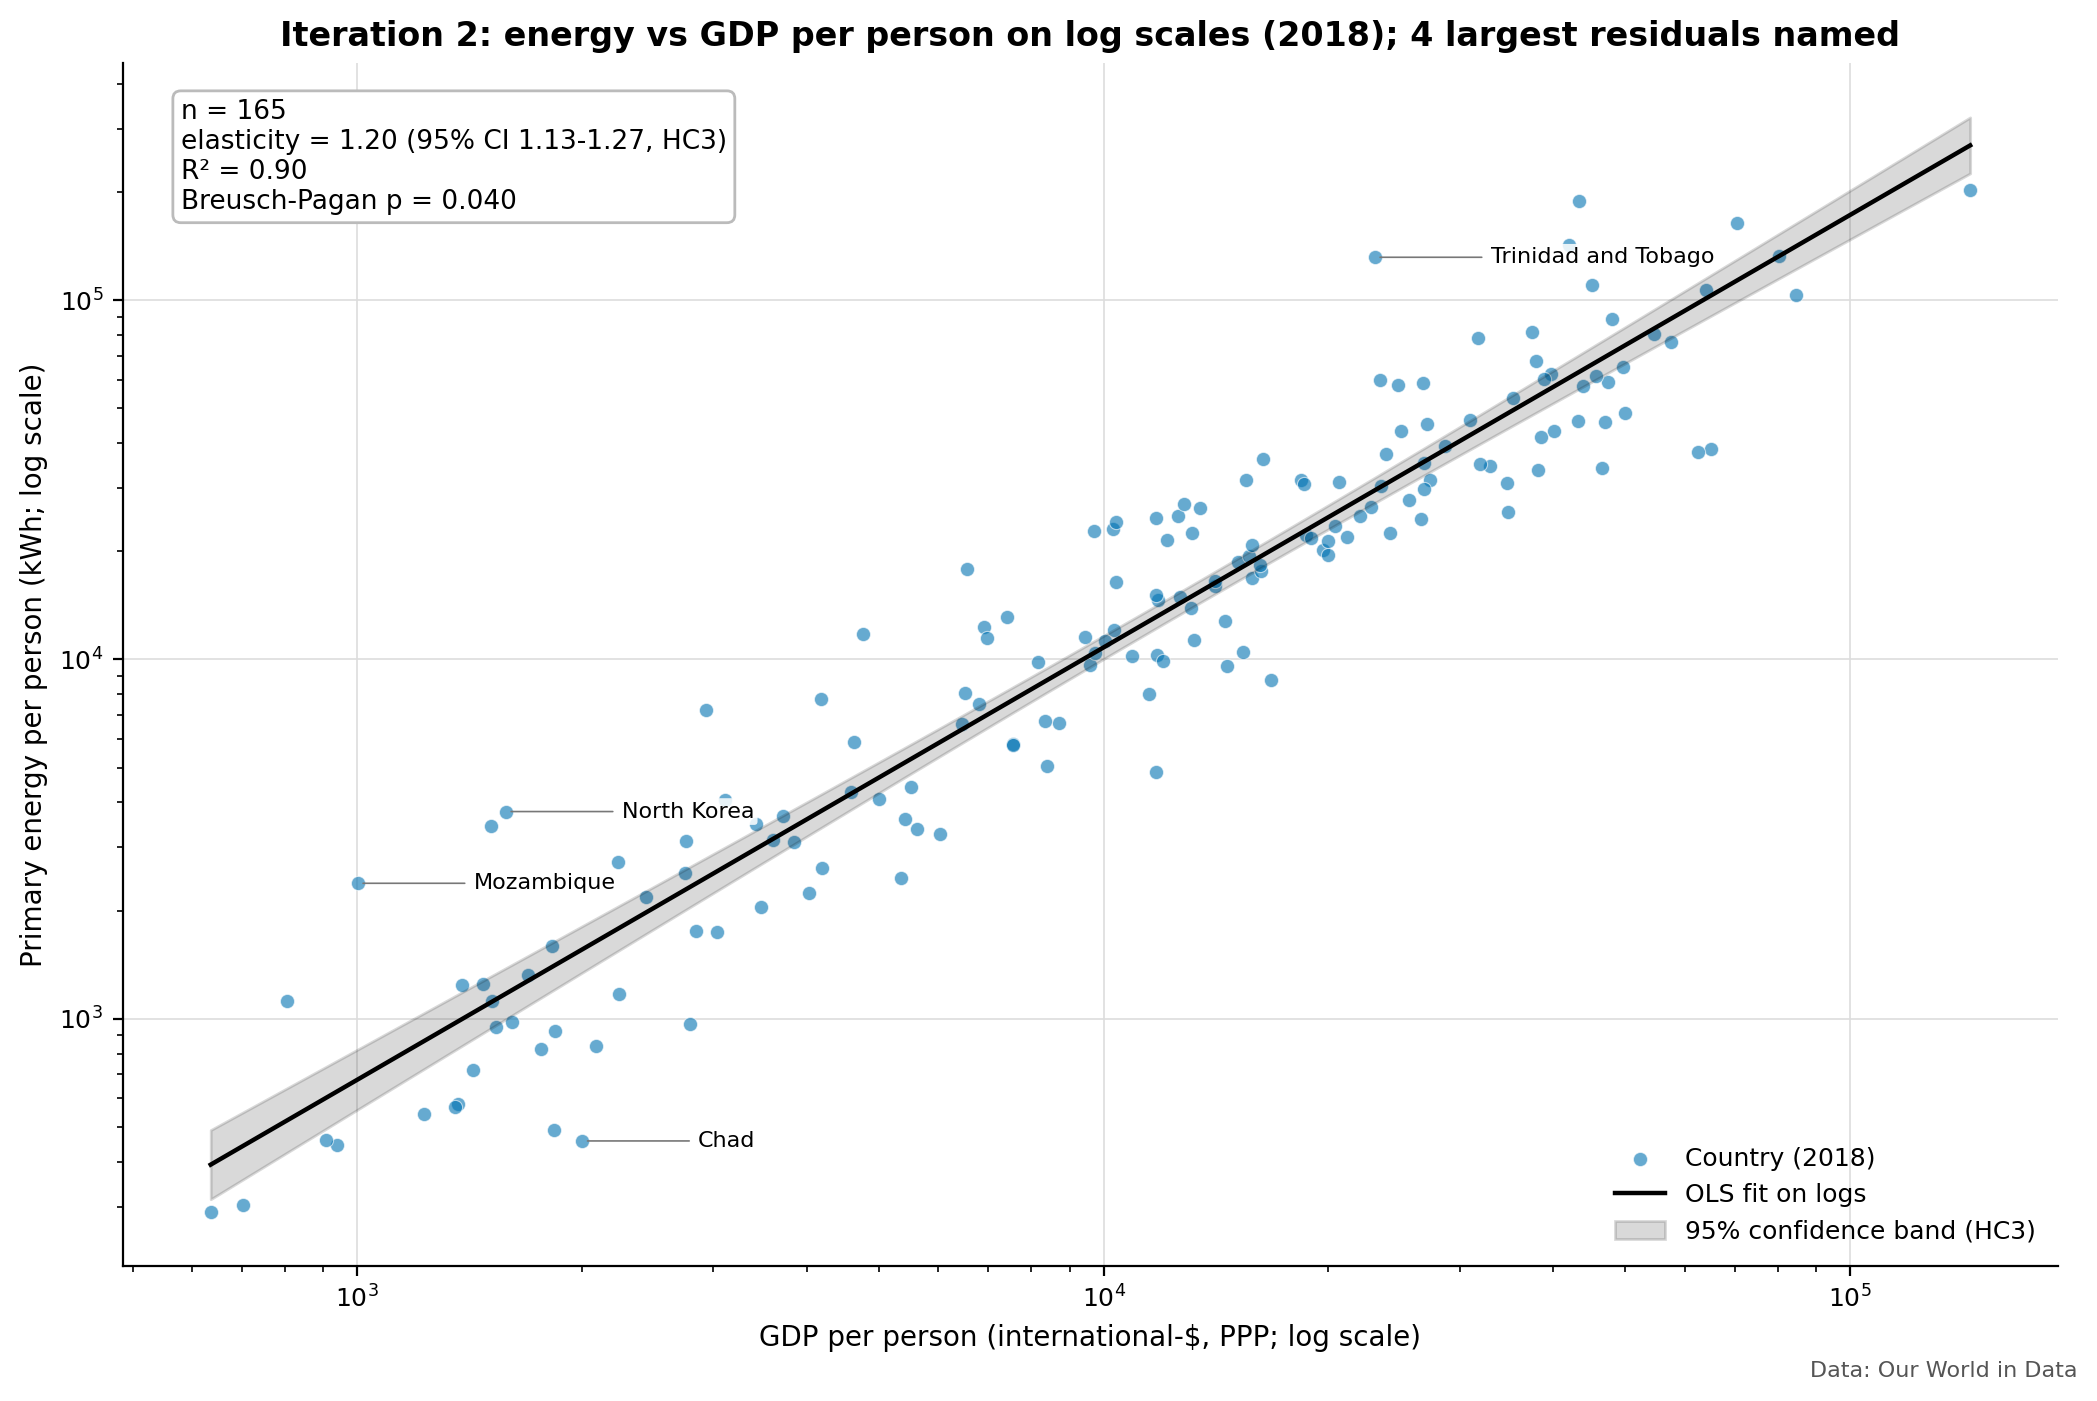 Iteration 2: energy vs GDP per person on log scales (2018); 4 largest residuals named
n = 165
elasticity = 1.20 (95% CI 1.13-1.27, HC3)
R² = 0.90
Breusch-Pagan p = 0.040
Trinidad and Tobago
North Korea
Mozambique
Chad
Primary energy per person (kWh; log scale)
10⁵
10⁴
10³
Country (2018)
OLS fit on logs
95% confidence band (HC3)
10³ 10⁴ 10⁵
GDP per person (international-$, PPP; log scale)
Data: Our World in Data